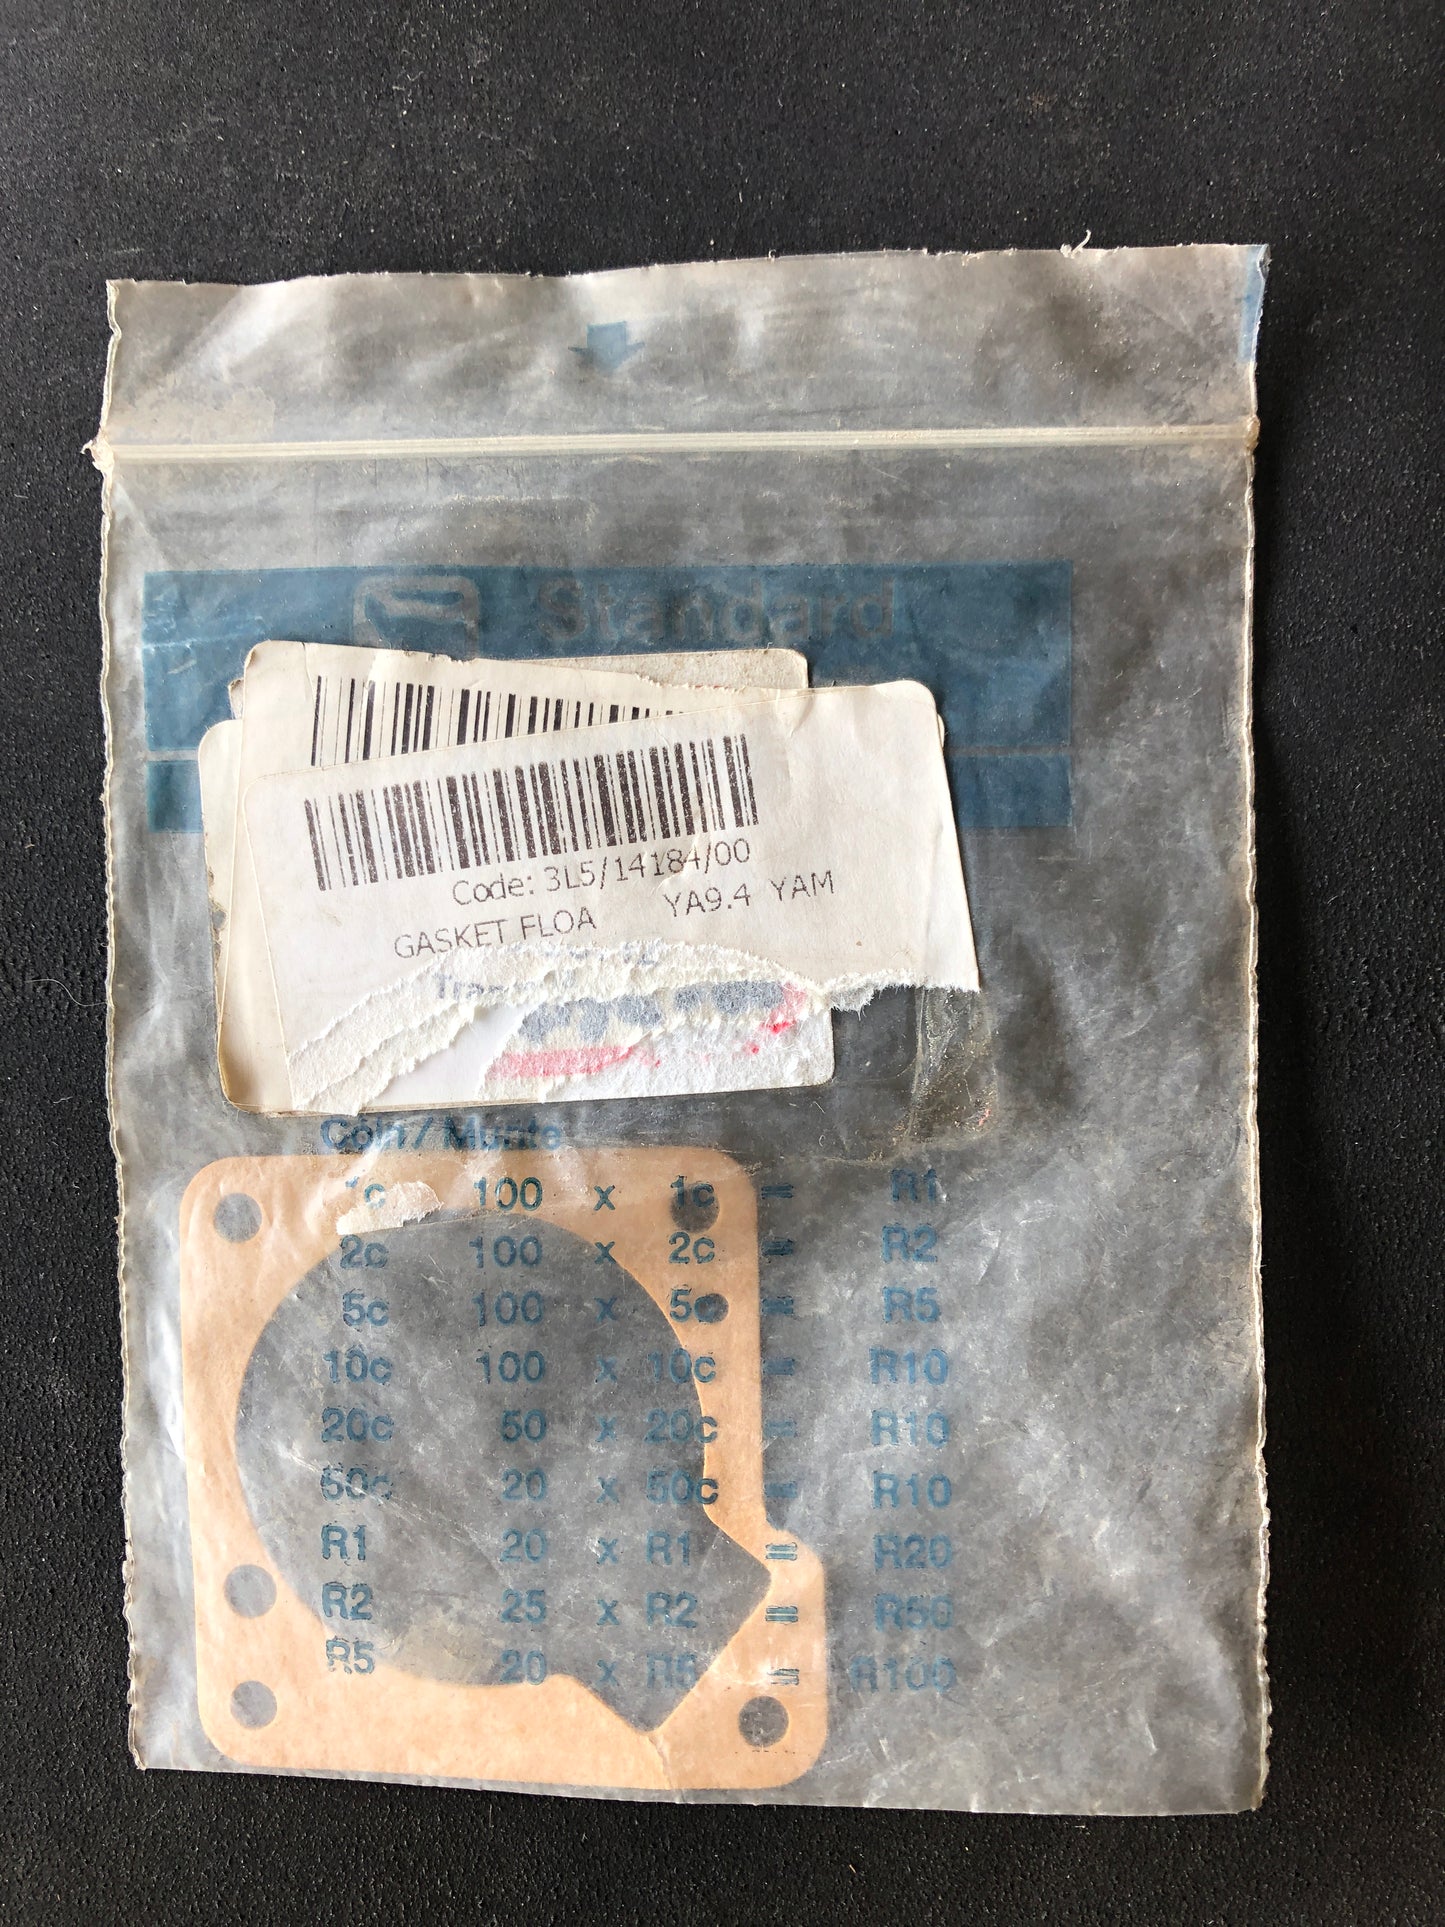 Standard
Code: 3L5/14184/00
GASKET FLOA YA9.4 YAM
Coin / Munte
1c 100 x 1c = R1
2c 100 x 2c = R2
5c 100 x 5c = R5
10c 100 x 10c = R10
20c 50 x 20c = R10
50c 20 x 50c = R10
R1 20 x R1 = R20
R2 25 x R2 = R50
R5 20 x R5 = R100